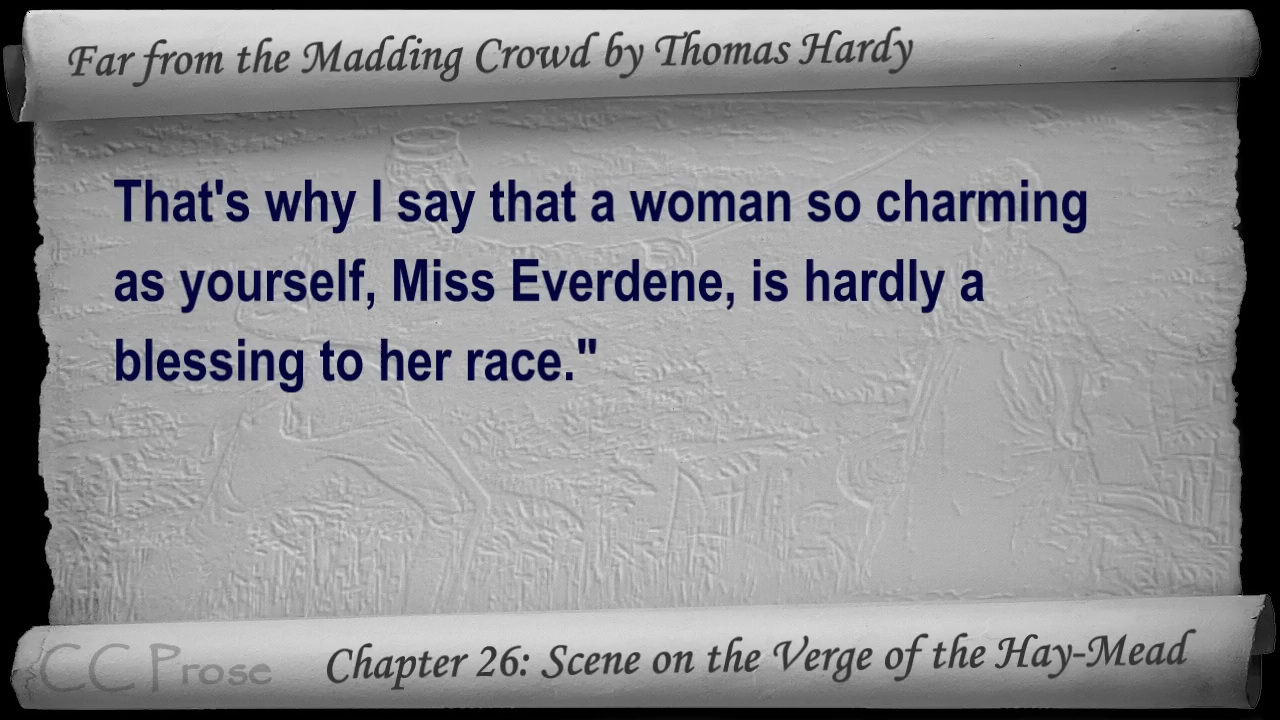 Far from the Madding Crowd by Thomas Hardy
That's why I say that a woman so charming
as yourself, Miss Everdene, is hardly a
blessing to her race."
CC Prose
Chapter 26: Scene on the Verge of the Hay-Mead